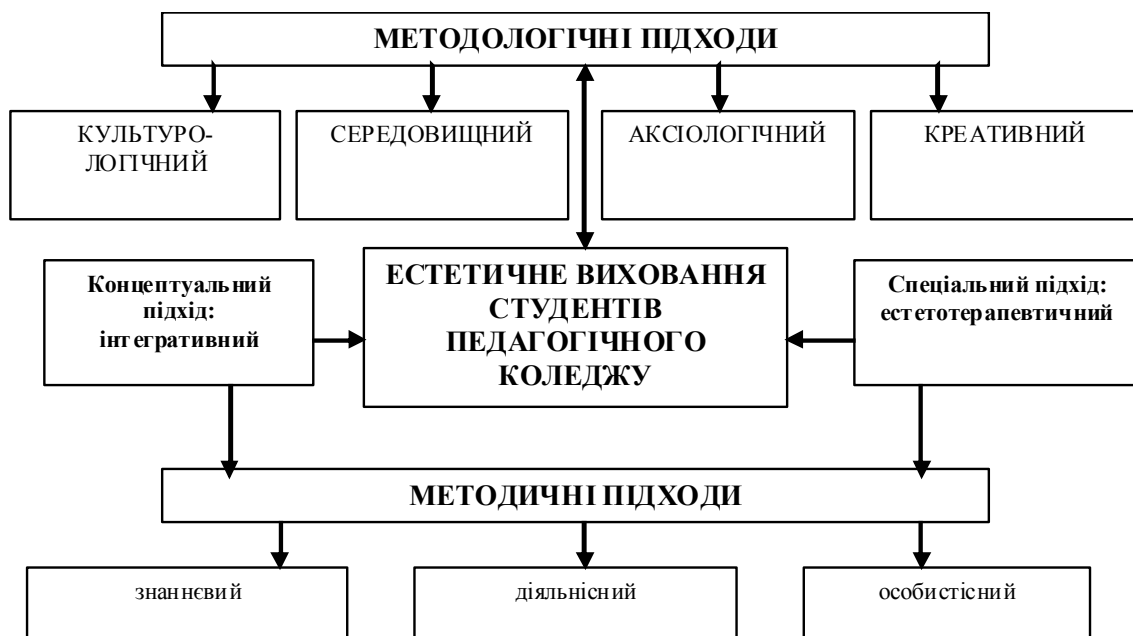 МЕТОДОЛОГІЧНІ ПІДХОДИ
КУЛЬТУРО-
ЛОГІЧНИЙ
СЕРЕДОВИЩНИЙ
АКСІОЛОГІЧНИЙ
КРЕАТИВНИЙ
Концептуальний
підхід:
інтегративний
ЕСТЕТИЧНЕ ВИХОВАННЯ
СТУДЕНТІВ
ПЕДАГОГІЧНОГО
КОЛЕДЖУ
Спеціальний підхід:
естетотерапевтичний
МЕТОДИЧНІ ПІДХОДИ
знаннєвий
діяльнісний
особистісний